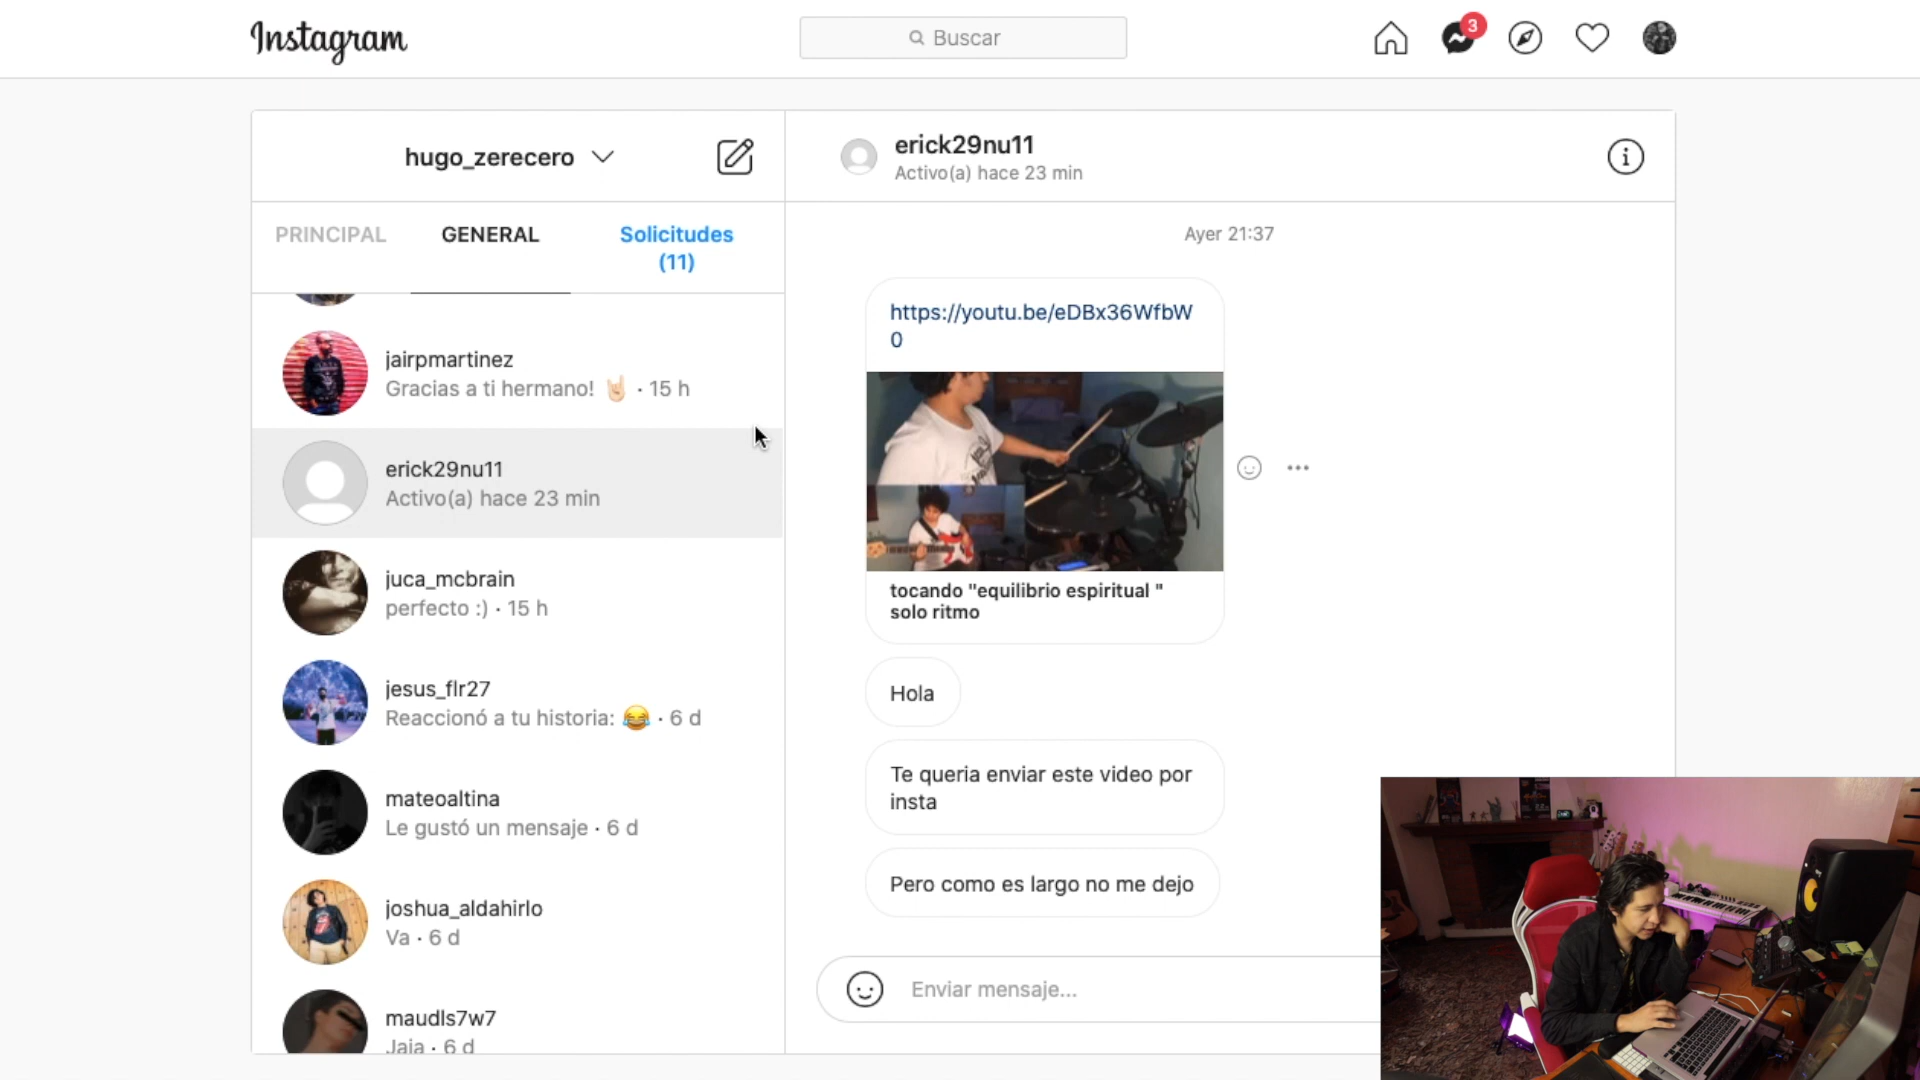 Instagram
Buscar
3
hugo_zerecero
PRINCIPAL
GENERAL
Solicitudes
(11)
jairpmartinez
Gracias a ti hermano! 🤘🏻 · 15 h
erick29nu11
Activo(a) hace 23 min
juca_mcbrain
perfecto :) · 15 h
jesus_flr27
Reaccionó a tu historia: 😂 · 6 d
mateoaltina
Le gustó un mensaje · 6 d
joshua_aldahirlo
Va · 6 d
maudls7w7
Jaja · 6 d
erick29nu11
Activo(a) hace 23 min
Ayer 21:37
https://youtu.be/eDBx36WfbW
0
tocando "equilibrio espiritual "
solo ritmo
Hola
Te queria enviar este video por
insta
Pero como es largo no me dejo
Enviar mensaje...